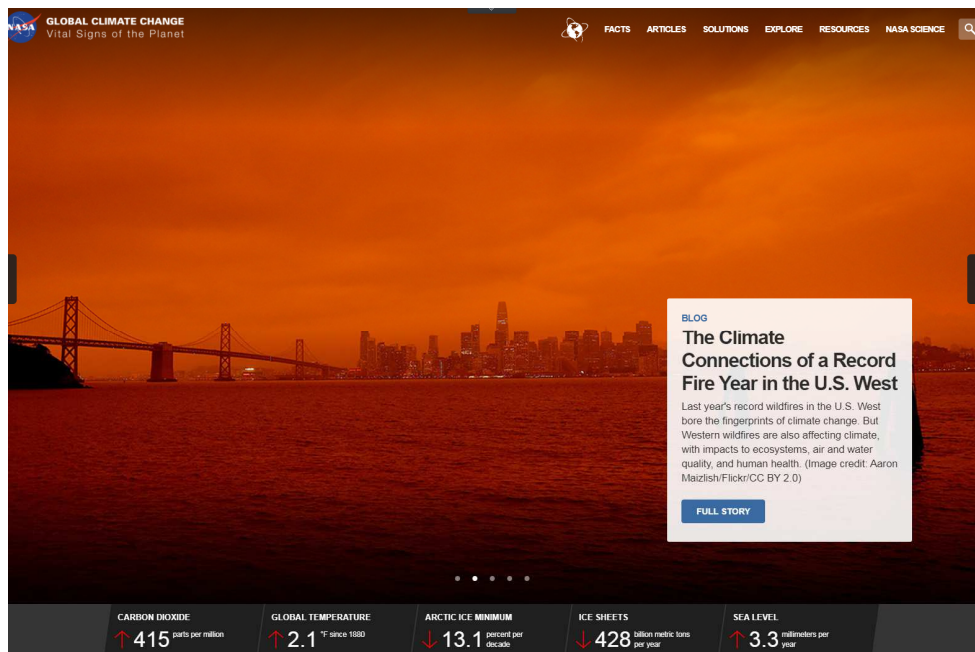 NASA
GLOBAL CLIMATE CHANGE
Vital Signs of the Planet
FACTS ARTICLES SOLUTIONS EXPLORE RESOURCES NASA SCIENCE
BLOG
The Climate
Connections of a Record
Fire Year in the U.S. West
Last year's record wildfires in the U.S. West
bore the fingerprints of climate change. But
Western wildfires are also affecting climate,
with impacts to ecosystems, air and water
quality, and human health. (Image credit: Aaron
Maizlish/Flickr/CC BY 2.0)
FULL STORY
CARBON DIOXIDE
415 parts per million
GLOBAL TEMPERATURE
2.1 °F since 1880
ARCTIC ICE MINIMUM
13.1 percent per
decade
ICE SHEETS
428 billion metric tons
per year
SEA LEVEL
3.3 millimeters per
year